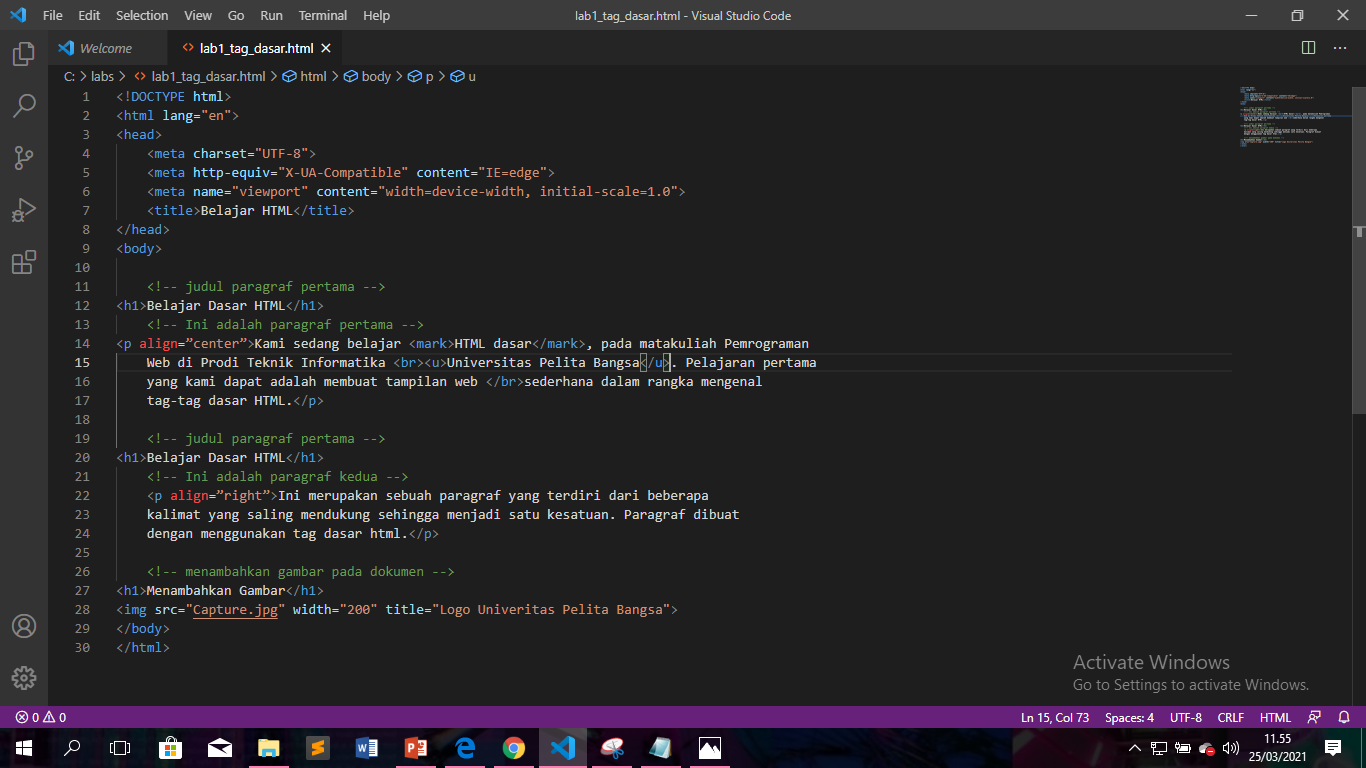 File Edit Selection View Go Run Terminal Help lab1_tag_dasar.html - Visual Studio Code
Welcome lab1_tag_dasar.html
C: > labs > lab1_tag_dasar.html > html > body > p > u
1 <!DOCTYPE html>
2 <html lang="en">
3 <head>
4 <meta charset="UTF-8">
5 <meta http-equiv="X-UA-Compatible" content="IE=edge">
6 <meta name="viewport" content="width=device-width, initial-scale=1.0">
7 <title>Belajar HTML</title>
8 </head>
9 <body>
10
11 <!-- judul paragraf pertama -->
12 <h1>Belajar Dasar HTML</h1>
13 <!-- Ini adalah paragraf pertama -->
14 <p align=”center”>Kami sedang belajar <mark>HTML dasar</mark>, pada matakuliah Pemrograman
15 Web di Prodi Teknik Informatika <br><u>Universitas Pelita Bangsa</u>. Pelajaran pertama
16 yang kami dapat adalah membuat tampilan web </br>sederhana dalam rangka mengenal
17 tag-tag dasar HTML.</p>
18
19 <!-- judul paragraf pertama -->
20 <h1>Belajar Dasar HTML</h1>
21 <!-- Ini adalah paragraf kedua -->
22 <p align=”right”>Ini merupakan sebuah paragraf yang terdiri dari beberapa
23 kalimat yang saling mendukung sehingga menjadi satu kesatuan. Paragraf dibuat
24 dengan menggunakan tag dasar html.</p>
25
26 <!-- menambahkan gambar pada dokumen -->
27 <h1>Menambahkan Gambar</h1>
28 <img src="Capture.jpg" width="200" title="Logo Univeritas Pelita Bangsa">
29 </body>
30 </html>
Activate Windows
Go to Settings to activate Windows.
0 0 Ln 15, Col 73 Spaces: 4 UTF-8 CRLF HTML
11.55
25/03/2021